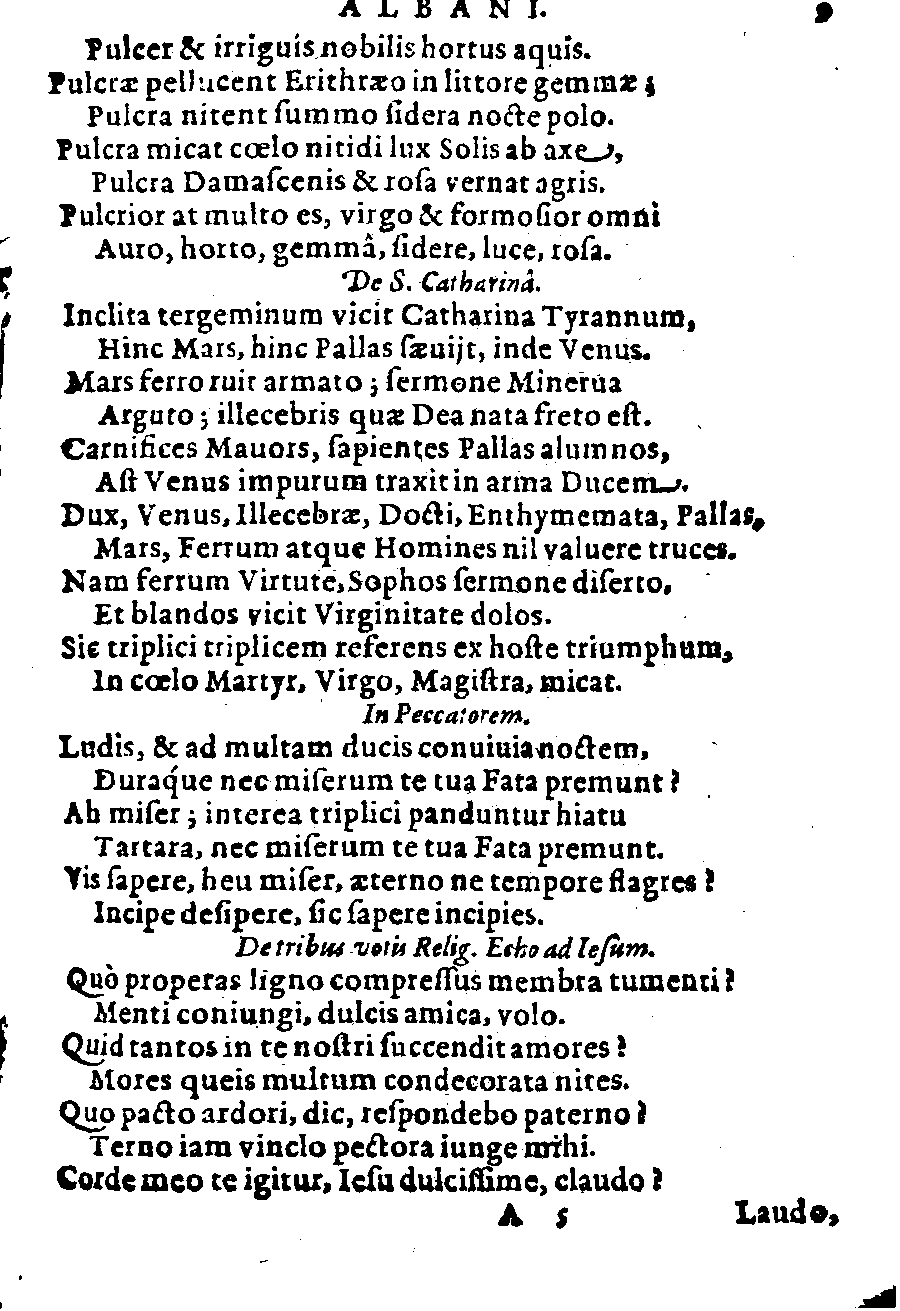 ALBANI. 9
Pulcer & irriguis nobilis hortus aquis.
Pulcræ pellucent Erithræo in littore gemmæ;
Pulcra nitent ſummo ſidera nocte polo.
Pulcra micat cœlo nitidi lux Solis ab axe,
Pulcra Damaſcenis & roſa vernat agris.
Pulcrior at multo es, virgo & formoſior omni
Auro, horto, gemmâ, ſidere, luce, roſa.
De S. Catharinâ.
Inclita tergeminum vicit Catharina Tyrannum,
Hinc Mars, hinc Pallas ſæuijt, inde Venus.
Mars ferro ruit armato; ſermone Minerua
Arguto; illecebris quæ Dea nata freto eſt.
Carnifices Mauors, ſapientes Pallas alumnos,
Aſt Venus impurum traxit in arma Ducem.
Dux, Venus, Illecebræ, Docti, Enthymemata, Pallas,
Mars, Ferrum atque Homines nil valuere truces.
Nam ferrum Virtute, Sophos ſermone diſerto,
Et blandos vicit Virginitate dolos.
Sic triplici triplicem referens ex hoſte triumphum,
In cœlo Martyr, Virgo, Magiſtra, micat.
In Peccatorem.
Ludis, & ad multam ducis conuiuia noctem,
Duraq́ue nec miſerum te tua Fata premunt?
Ah miſer; interea triplici panduntur hiatu
Tartara, nec miſerum te tua Fata premunt.
Vis ſapere, heu miſer, æterno ne tempore flagres?
Incipe deſipere, ſic ſapere incipies.
De tribus votis Relig. Echo ad Ieſum.
Quò properas ligno compreſſus membra tumenti?
Menti coniungi, dulcis amica, volo.
Quid tantos in te noſtri ſuccendit amores?
Mores queis multum condecorata nites.
Quo pacto ardori, dic, reſpondebo paterno?
Terno iam vinclo pectora iunge mihi.
Corde meo te igitur, Ieſu dulciſſime, claudo?
A 5 Laudo,